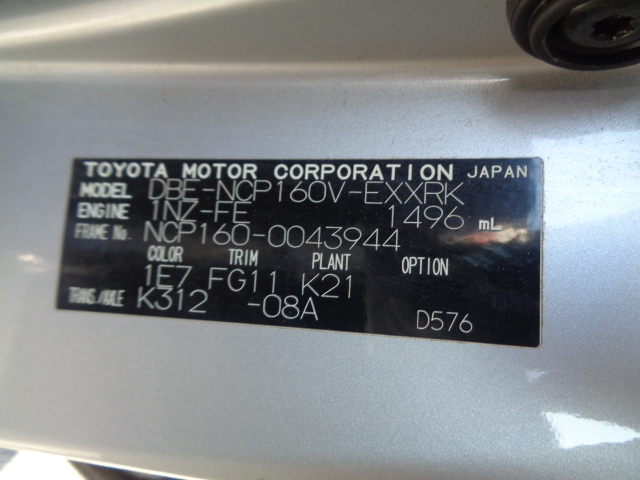 TOYOTA MOTOR CORPORATION JAPAN
MODEL DBE-NCP160V-EXXRK
ENGINE 1NZ-FE 1496 mL
FRAME No. NCP160-0043944
COLOR TRIM PLANT OPTION
1E7 FG11 K21
TRANS./AXLE K312 -08A
D576